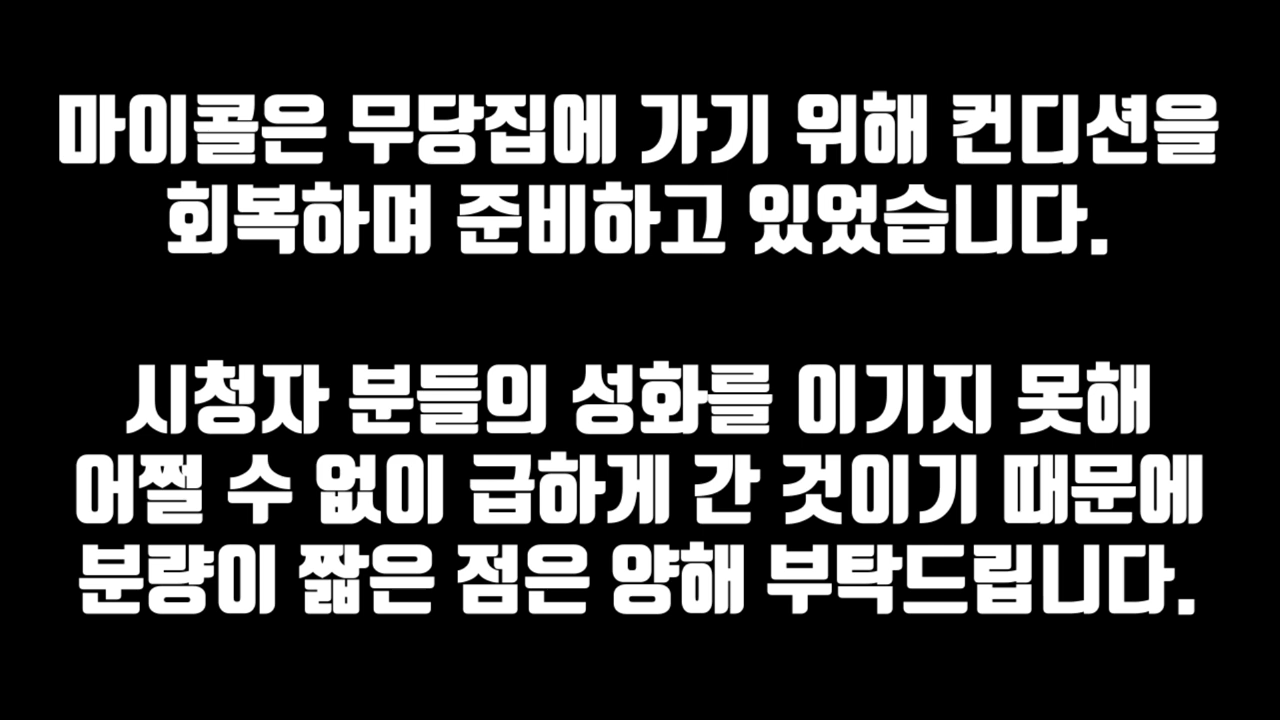 마이콜은 무당집에 가기 위해 컨디션을
회복하며 준비하고 있었습니다.
시청자 분들의 성화를 이기지 못해
어쩔 수 없이 급하게 간 것이기 때문에
분량이 짧은 점은 양해 부탁드립니다.